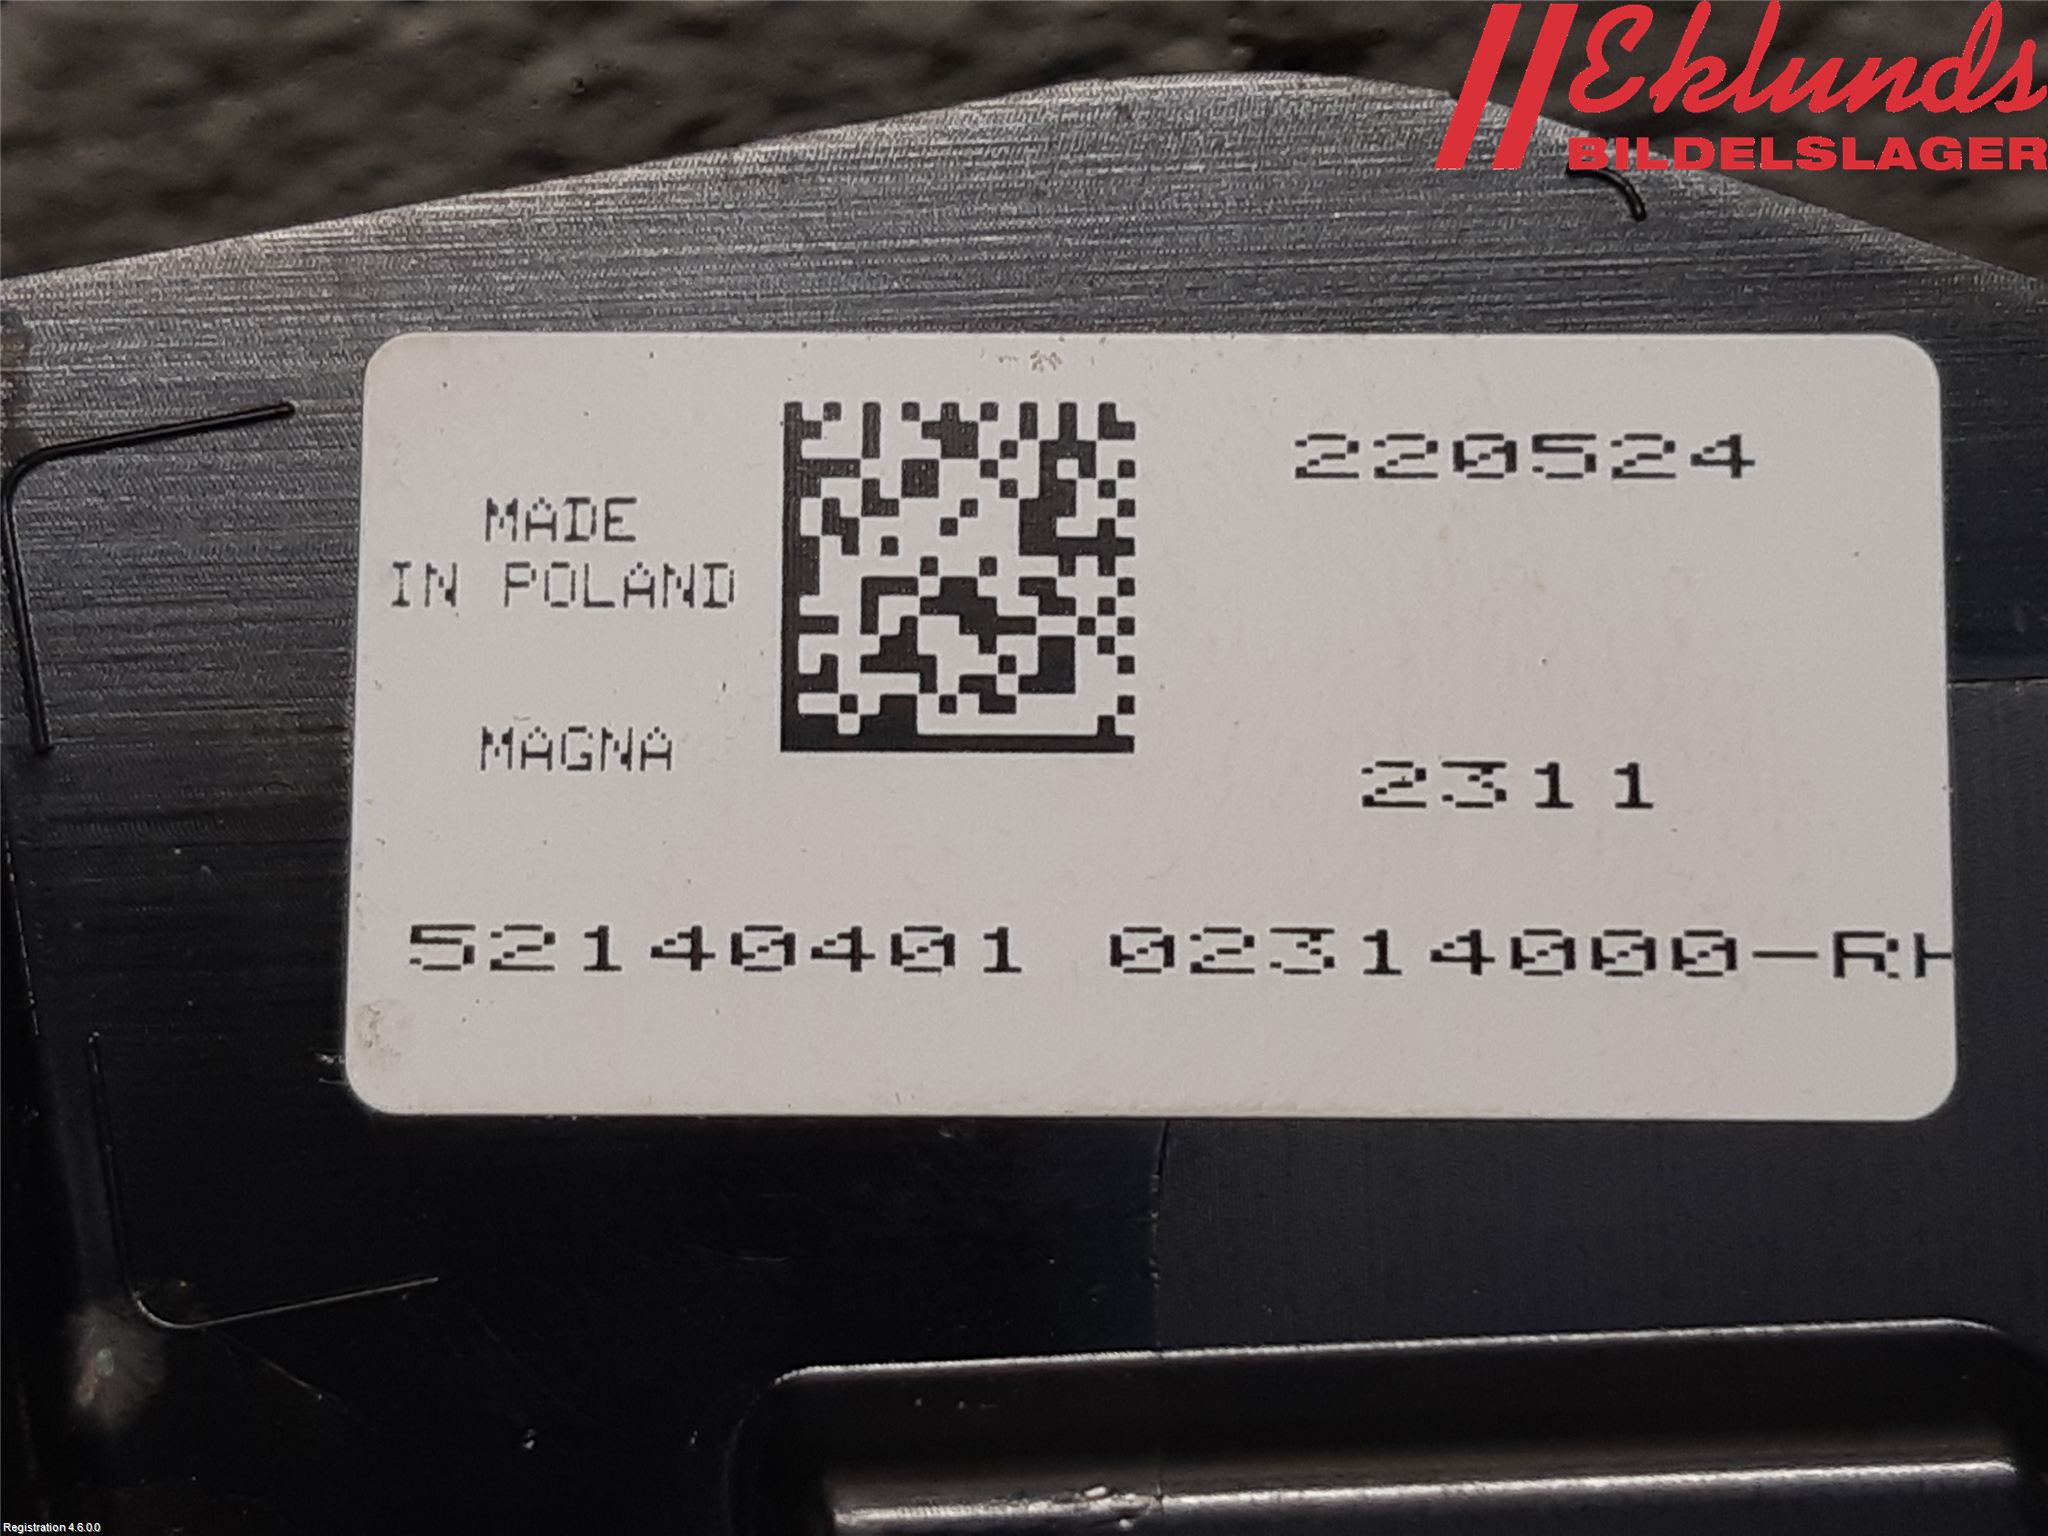 Eklunds
BILDELSLAGER
220524
MADE
IN POLAND
MAGNA
2311
52140401 02314000-RH
Registration 4.6.0.0